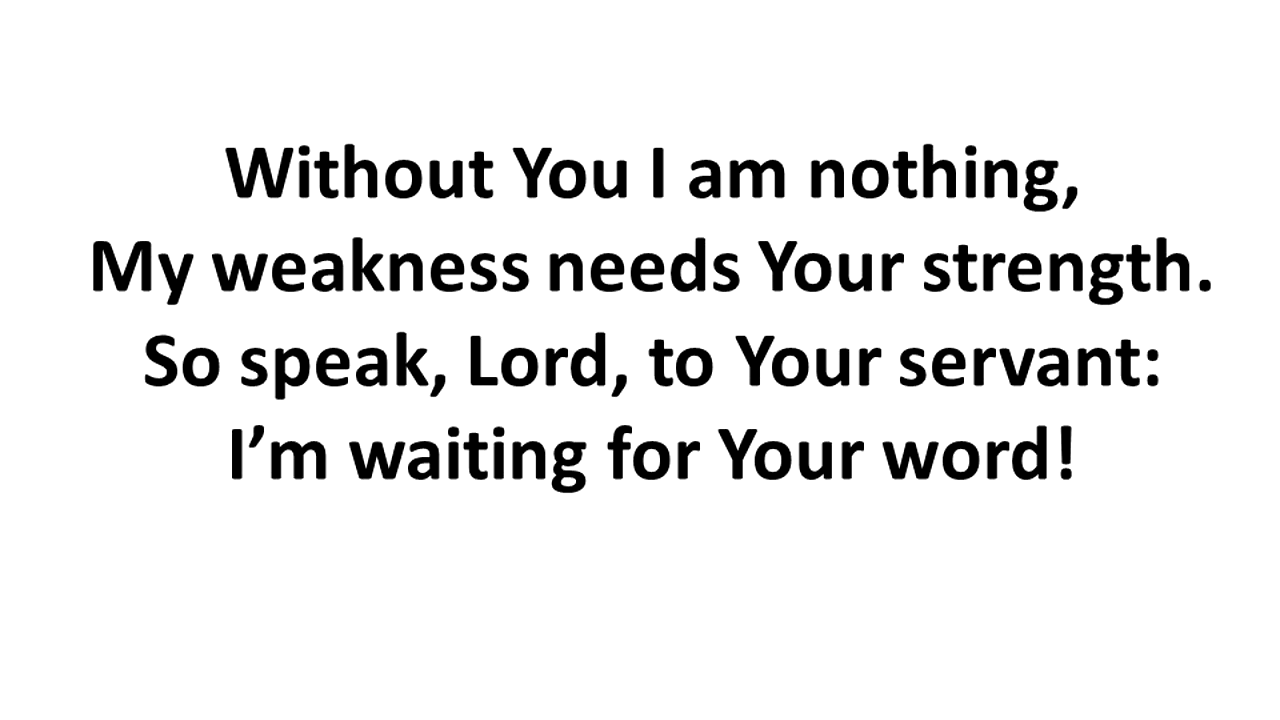 Without You I am nothing,
My weakness needs Your strength.
So speak, Lord, to Your servant:
I’m waiting for Your word!